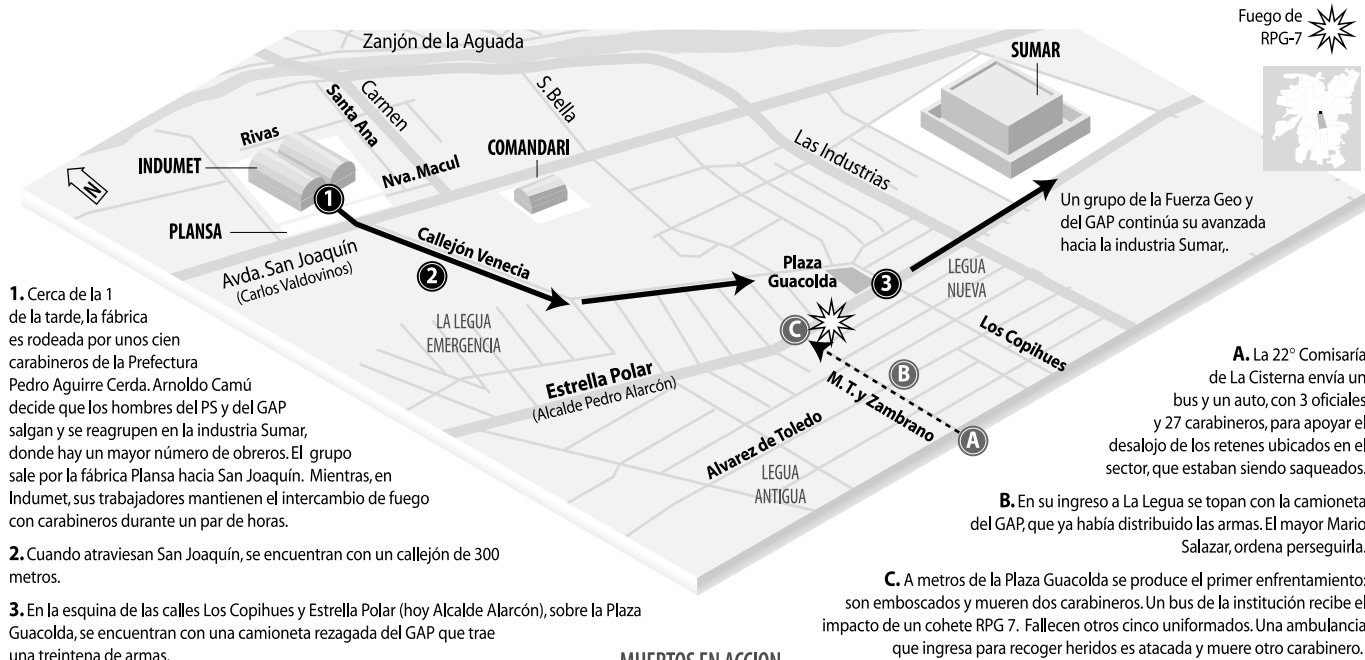 Fuego de
RPG-7
Zanjón de la Aguada
SUMAR
Carmen
Santa Ana
S. Bella
Rivas
Las Industrias
INDUMET
COMANDARI
Nva. Macul
N
1
PLANSA
Un grupo de la Fuerza Geo y
del GAP continúa su avanzada
hacia la industria Sumar,.
Callejón Venecia
Avda. San Joaquín
(Carlos Valdovinos)
2
Plaza
Guacolda
3
LEGUA
NUEVA
LA LEGUA
EMERGENCIA
C
Los Copihues
B
Estrella Polar
(Alcalde Pedro Alarcón)
M. T. y Zambrano
A
Alvarez de Toledo
LEGUA
ANTIGUA
1. Cerca de la 1
de la tarde, la fábrica
es rodeada por unos cien
carabineros de la Prefectura
Pedro Aguirre Cerda. Arnoldo Camú
decide que los hombres del PS y del GAP
salgan y se reagrupen en la industria Sumar,
donde hay un mayor número de obreros. El grupo
sale por la fábrica Plansa hacia San Joaquín. Mientras, en
Indumet, sus trabajadores mantienen el intercambio de fuego
con carabineros durante un par de horas.
2. Cuando atraviesan San Joaquín, se encuentran con un callejón de 300
metros.
3. En la esquina de las calles Los Copihues y Estrella Polar (hoy Alcalde Alarcón), sobre la Plaza
Guacolda, se encuentran con una camioneta rezagada del GAP que trae
una treintena de armas.
A. La 22° Comisaría
de La Cisterna envía un
bus y un auto, con 3 oficiales
y 27 carabineros, para apoyar el
desalojo de los retenes ubicados en el
sector, que estaban siendo saqueados.
B. En su ingreso a La Legua se topan con la camioneta
del GAP, que ya había distribuido las armas. El mayor Mario
Salazar, ordena perseguirla.
C. A metros de la Plaza Guacolda se produce el primer enfrentamiento:
son emboscados y mueren dos carabineros. Un bus de la institución recibe el
impacto de un cohete RPG 7. Fallecen otros cinco uniformados. Una ambulancia
que ingresa para recoger heridos es atacada y muere otro carabinero.
MUERTOS EN ACCION